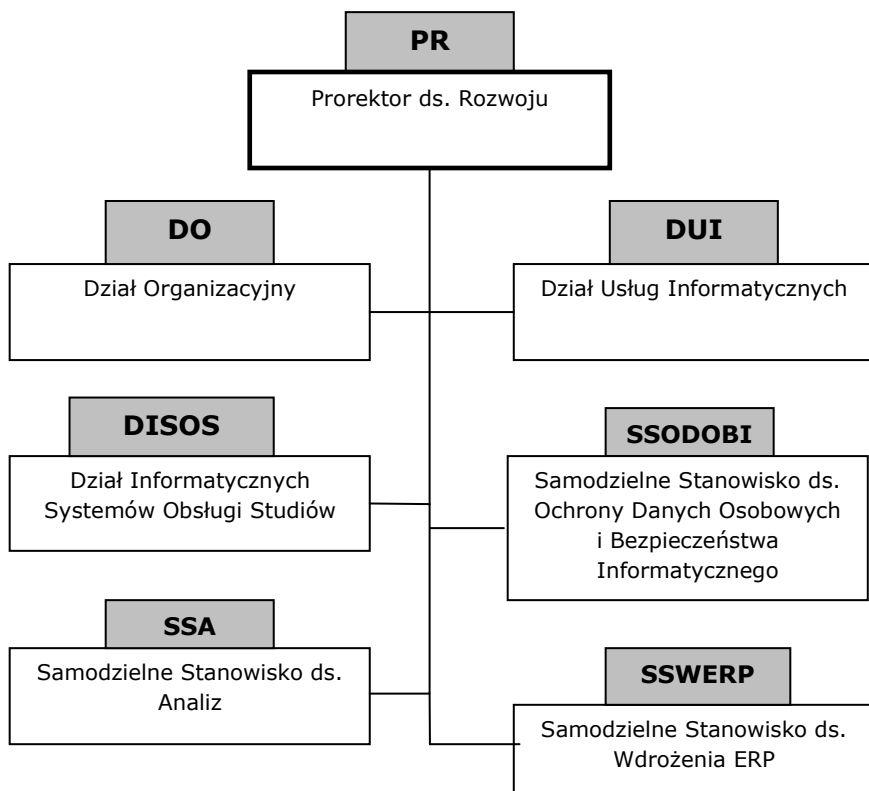 PR
Prorektor ds. Rozwoju
DO
Dział Organizacyjny
DUI
Dział Usług Informatycznych
DISOS
Dział Informatycznych
Systemów Obsługi Studiów
SSODOBI
Samodzielne Stanowisko ds.
Ochrony Danych Osobowych
i Bezpieczeństwa
Informatycznego
SSA
Samodzielne Stanowisko ds.
Analiz
SSWERP
Samodzielne Stanowisko ds.
Wdrożenia ERP